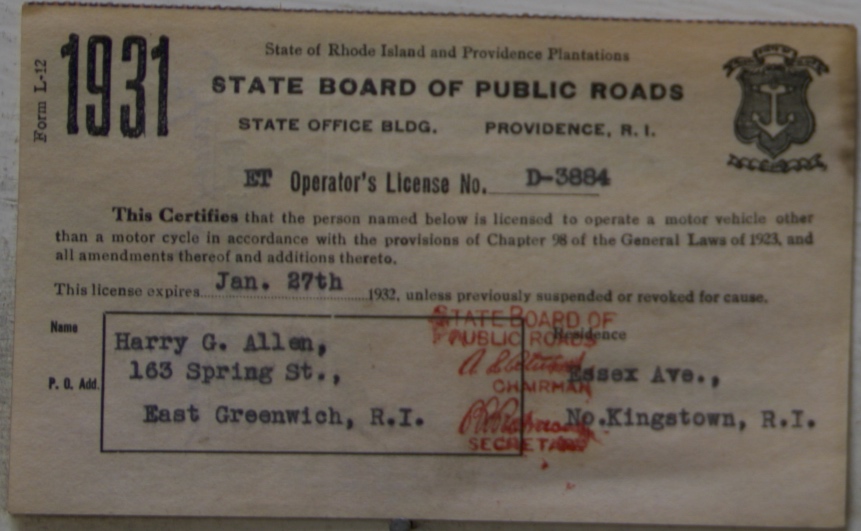 Form L-12
1931
State of Rhode Island and Providence Plantations
STATE BOARD OF PUBLIC ROADS
STATE OFFICE BLDG. PROVIDENCE, R. I.
ET Operator's License No. D-3884
This Certifies that the person named below is licensed to operate a motor vehicle other
than a motor cycle in accordance with the provisions of Chapter 98 of the General Laws of 1923, and
all amendments thereof and additions thereto.
This license expires Jan. 27th 1932, unless previously suspended or revoked for cause.
Name
Harry G. Allen,
P. O. Add.
163 Spring St.,
East Greenwich, R.I.
STATE BOARD OF
PUBLIC ROADS
CHAIRMAN
SECRETARY
Residence
Essex Ave.,
No.Kingstown, R.I.